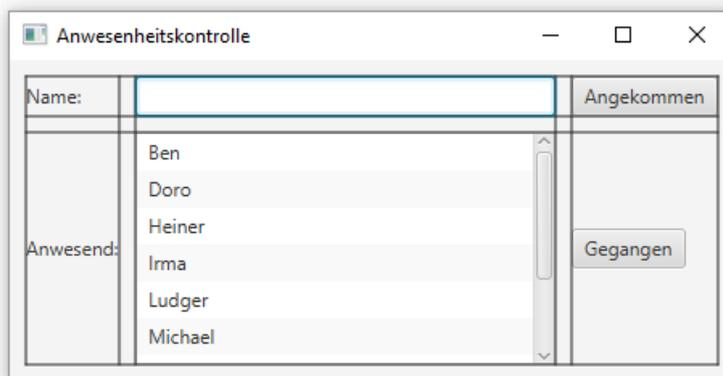 Anwesenheitskontrolle
Name:
Angekommen
Anwesend:
Ben
Doro
Heiner
Irma
Ludger
Michael
Gegangen